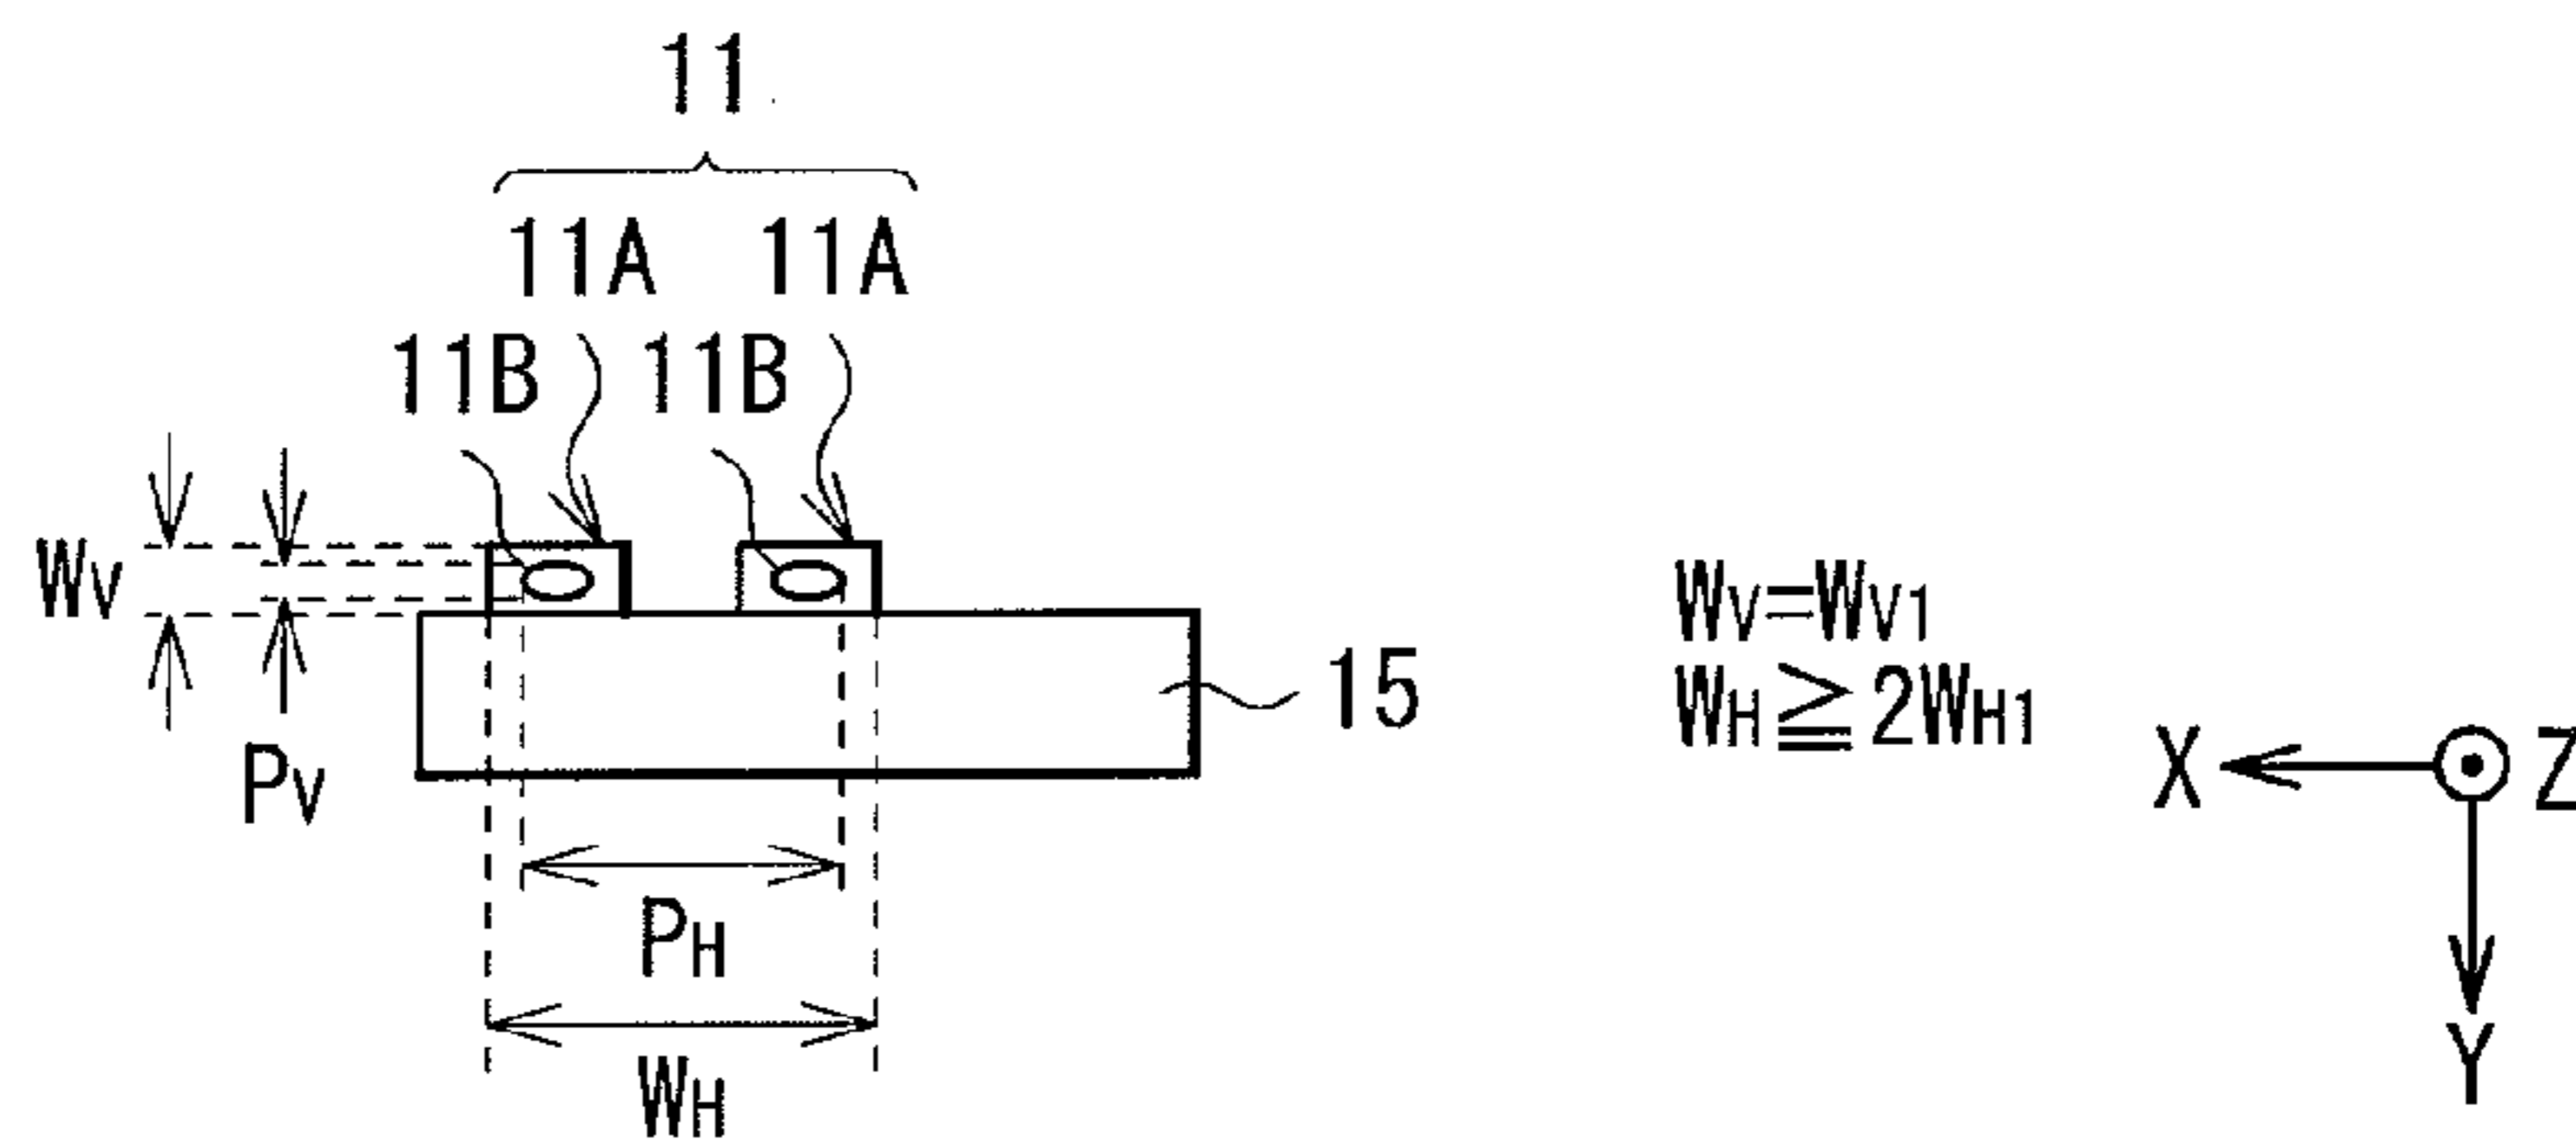 11
11A 11A
11B 11B
WV
PV
15
WV=WV1
WH≧2WH1
X Z
Y
PH
WH